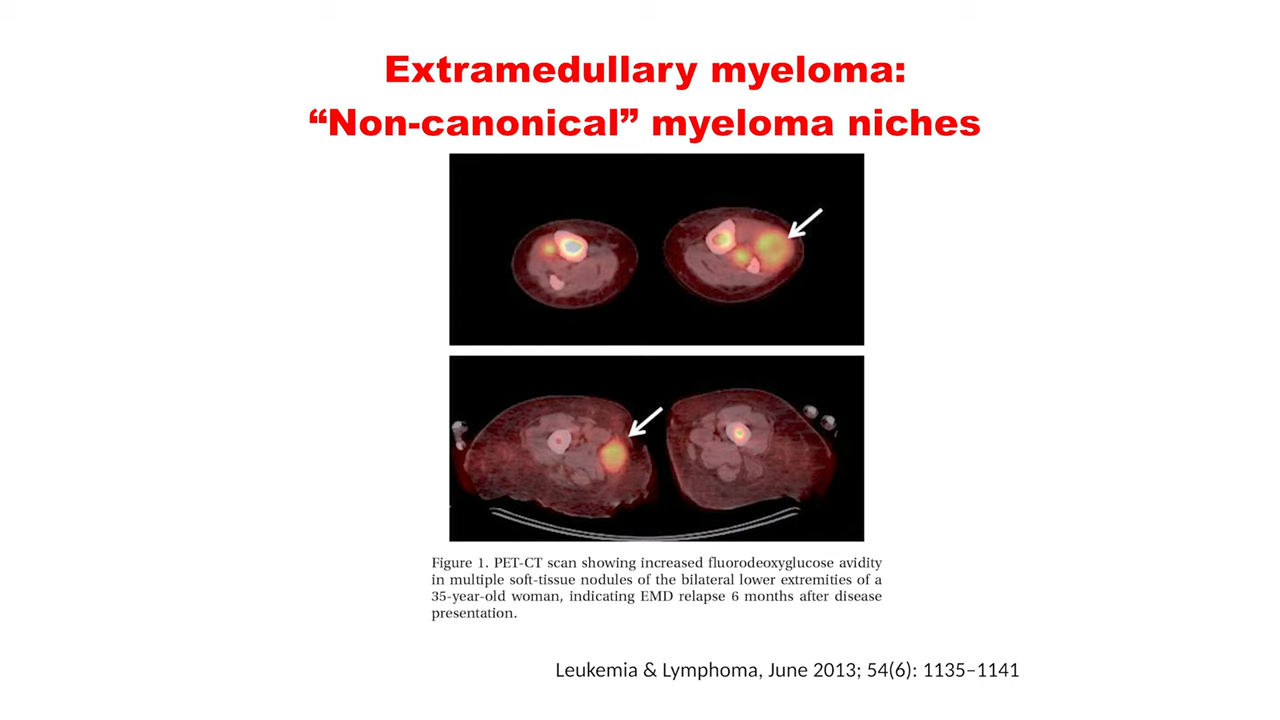 Extramedullary myeloma:
“Non-canonical” myeloma niches
Figure 1. PET-CT scan showing increased fluorodeoxyglucose avidity
in multiple soft-tissue nodules of the bilateral lower extremities of a
35-year-old woman, indicating EMD relapse 6 months after disease
presentation.
Leukemia & Lymphoma, June 2013; 54(6): 1135–1141